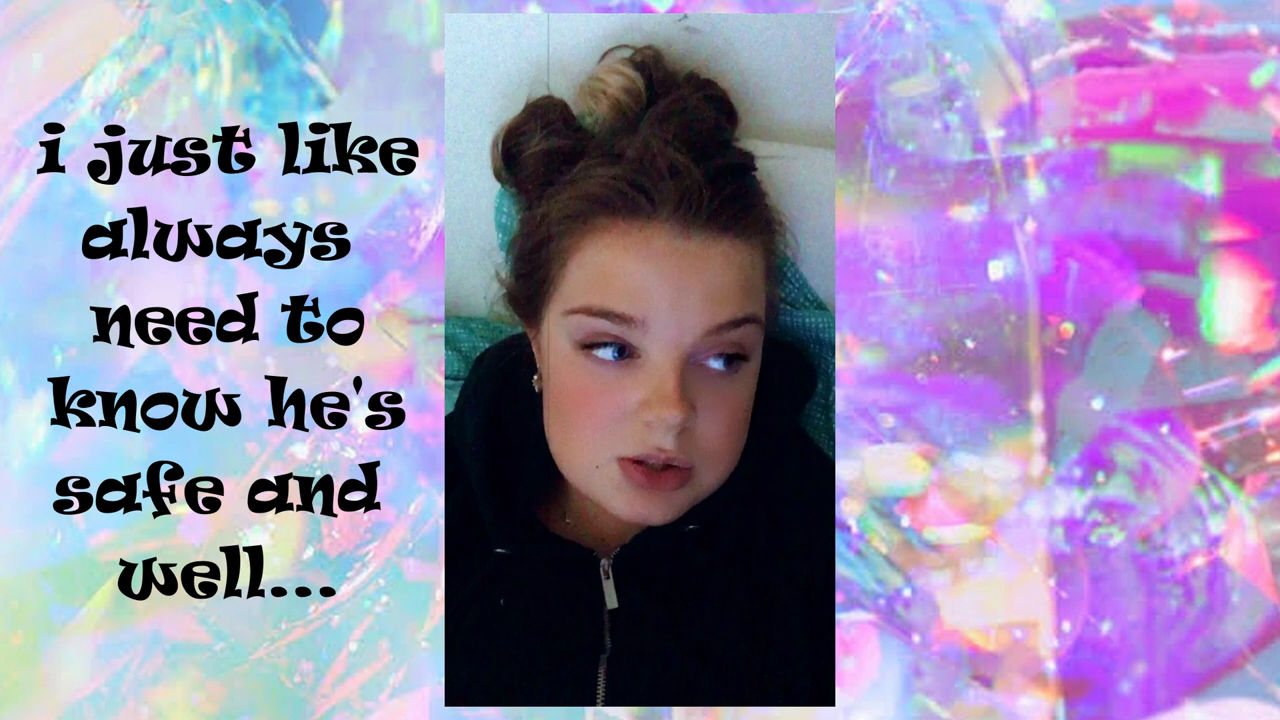 i just like
always
need to
know he's
safe and
well...